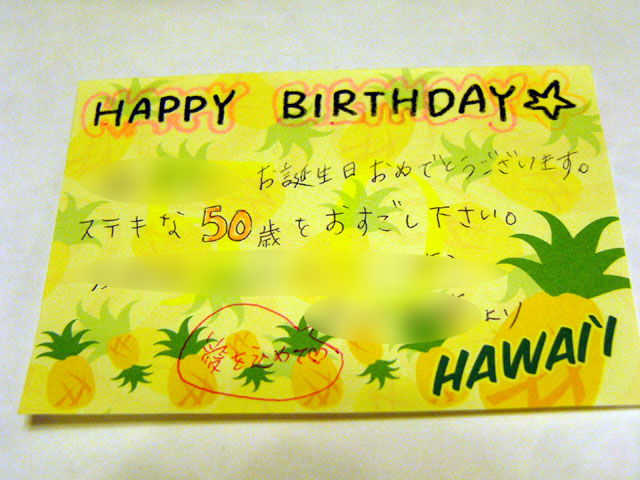 HAPPY BIRTHDAY☆
お誕生日おめでとうございます。
ステキな50歳をおすごし下さい。
より
愛を込めて♡
HAWAI'I